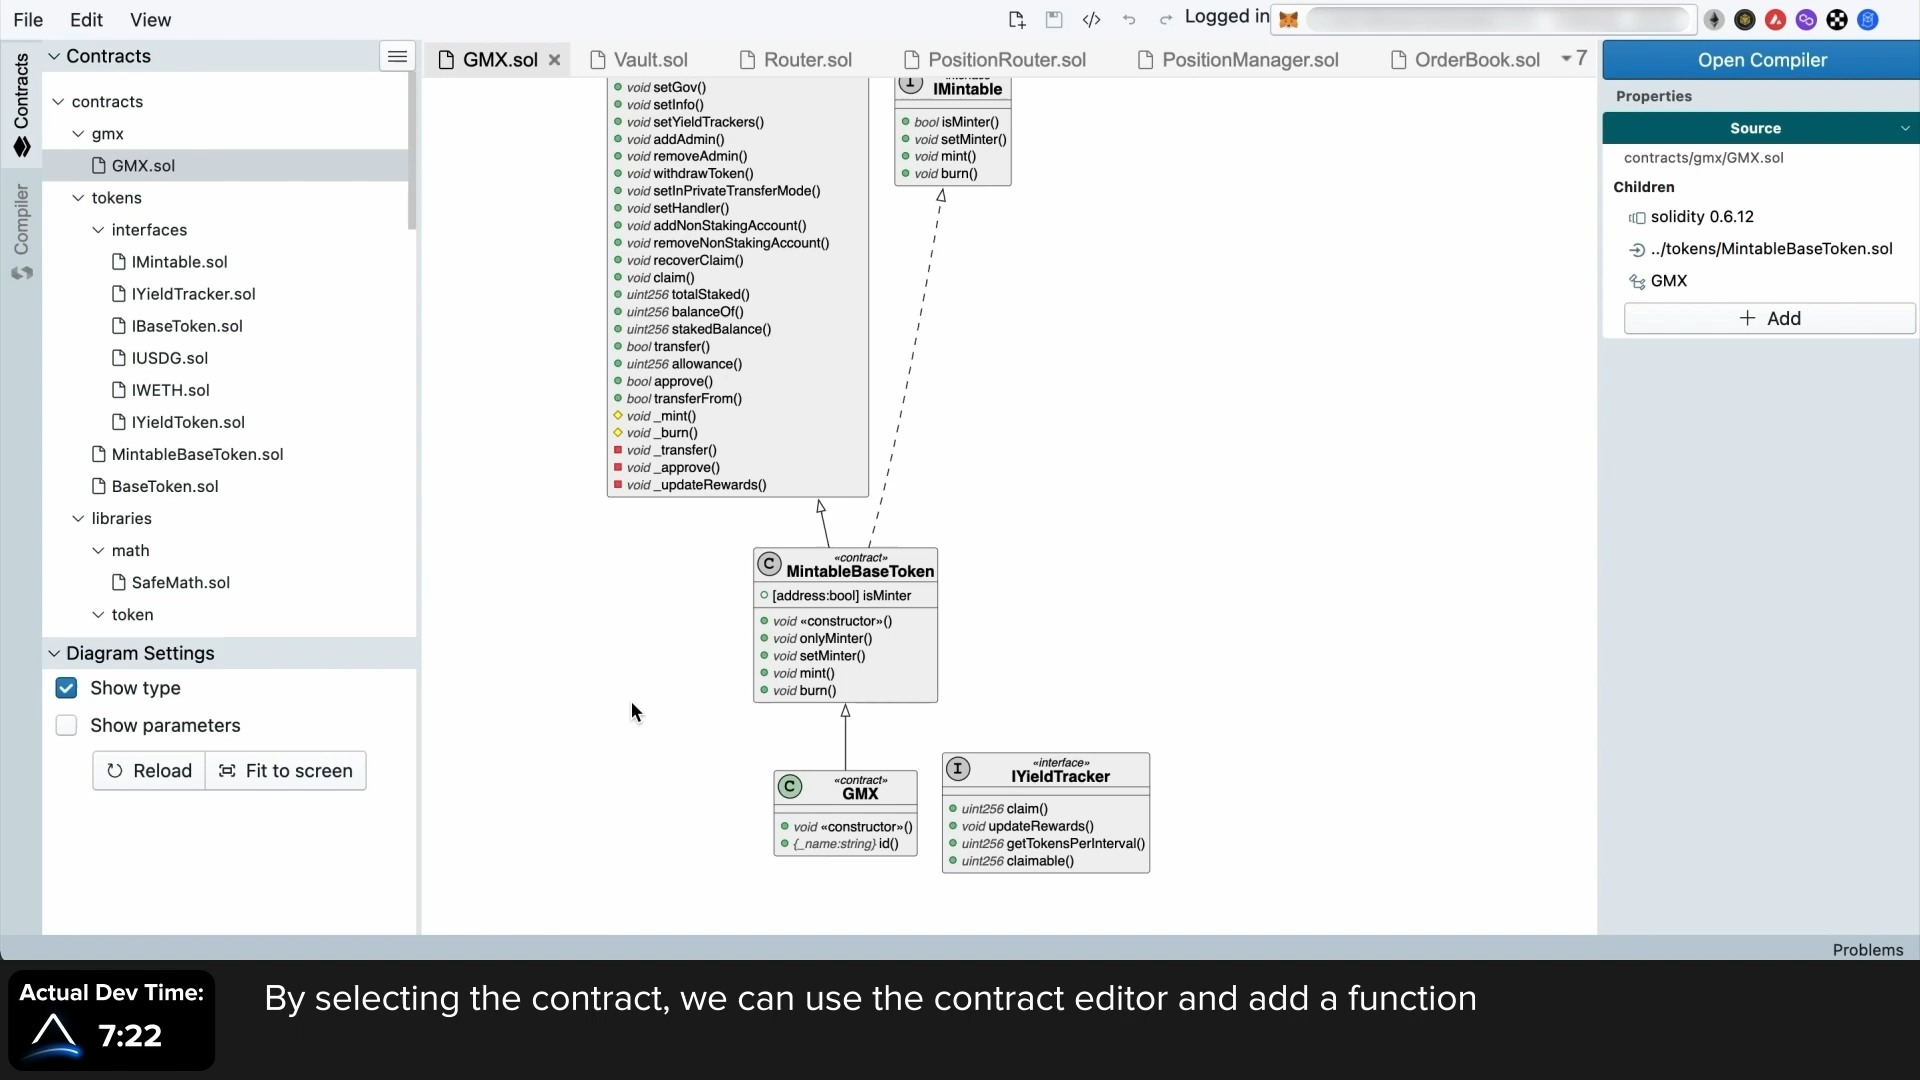 File Edit View
Logged in
Contracts
Compiler
Contracts
contracts
gmx
GMX.sol
tokens
interfaces
IMintable.sol
IYieldTracker.sol
IBaseToken.sol
IUSDG.sol
IWETH.sol
IYieldToken.sol
MintableBaseToken.sol
BaseToken.sol
libraries
math
SafeMath.sol
token
Diagram Settings
Show type
Show parameters
Reload Fit to screen
GMX.sol Vault.sol Router.sol PositionRouter.sol PositionManager.sol OrderBook.sol 7
void setGov()
void setInfo()
void setYieldTrackers()
void addAdmin()
void removeAdmin()
void withdrawToken()
void setInPrivateTransferMode()
void setHandler()
void addNonStakingAccount()
void removeNonStakingAccount()
void recoverClaim()
void claim()
uint256 totalStaked()
uint256 balanceOf()
uint256 stakedBalance()
bool transfer()
uint256 allowance()
bool approve()
bool transferFrom()
void _mint()
void _burn()
void _transfer()
void _approve()
void _updateRewards()
I
IMintable
bool isMinter()
void setMinter()
void mint()
void burn()
C
«contract»
MintableBaseToken
[address:bool] isMinter
void «constructor»()
void onlyMinter()
void setMinter()
void mint()
void burn()
C
«contract»
GMX
void «constructor»()
{_name:string} id()
I
«interface»
IYieldTracker
uint256 claim()
void updateRewards()
uint256 getTokensPerInterval()
uint256 claimable()
Open Compiler
Properties
Source
contracts/gmx/GMX.sol
Children
solidity 0.6.12
../tokens/MintableBaseToken.sol
GMX
+ Add
Problems
Actual Dev Time:
7:22
By selecting the contract, we can use the contract editor and add a function